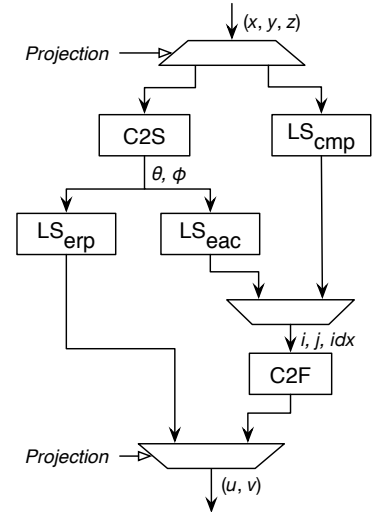 (x, y, z)
Projection
C2S
LScmp
θ, ϕ
LSerp
LSeac
i, j, idx
C2F
Projection
(u, v)